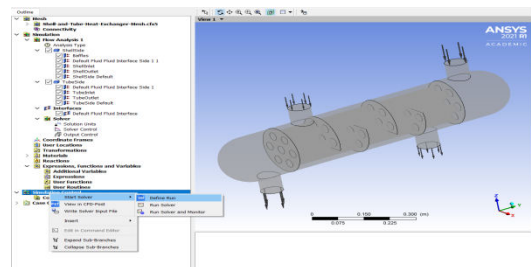 Outline
Mesh
Shell-and-Tube-Heat-Exchanger-Mesh.cfx5
Connectivity
Simulation
Flow Analysis 1
Analysis Type
ShellSide
Baffles
Default Fluid Fluid Interface Side 1 1
ShellInlet
ShellOutlet
ShellSide Default
TubeSide
Default Fluid Fluid Interface Side 1
TubeInlet
TubeOutlet
TubeSide Default
Interfaces
Default Fluid Fluid Interface
Solver
Solution Units
Solver Control
Output Control
Coordinate Frames
User Locations
Transformations
Materials
Reactions
Expressions, Functions and Variables
Additional Variables
Expressions
User Functions
User Routines
Simulation Control
Start Solver
View in CFD-Post
Write Solver Input File
Insert
Edit in Command Editor
Expand Sub-Branches
Collapse Sub-Branches
Define Run
Run Solver
Run Solver and Monitor
View 1
ANSYS
2021 R1
ACADEMIC
0 0.150 0.300 (m)
0.075 0.225
Z
Y
X